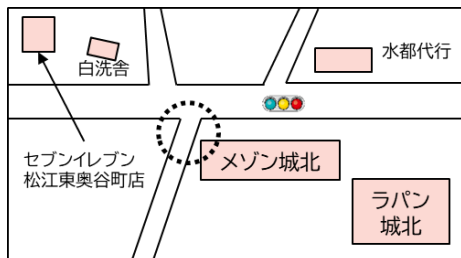 白洗舎
水都代行
セブンイレブン
松江東奥谷町店
メゾン城北
ラパン
城北